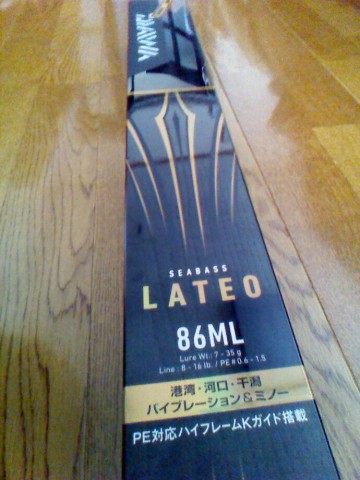 DAIWA
SEABASS
LATEO
86ML
Lure Wt.: 7 - 35 g
Line: 8 - 16 lb. / PE # 0.6 - 1.5
港湾・河口・干潟
バイブレーション&ミノー
PE対応ハイフレームKガイド搭載